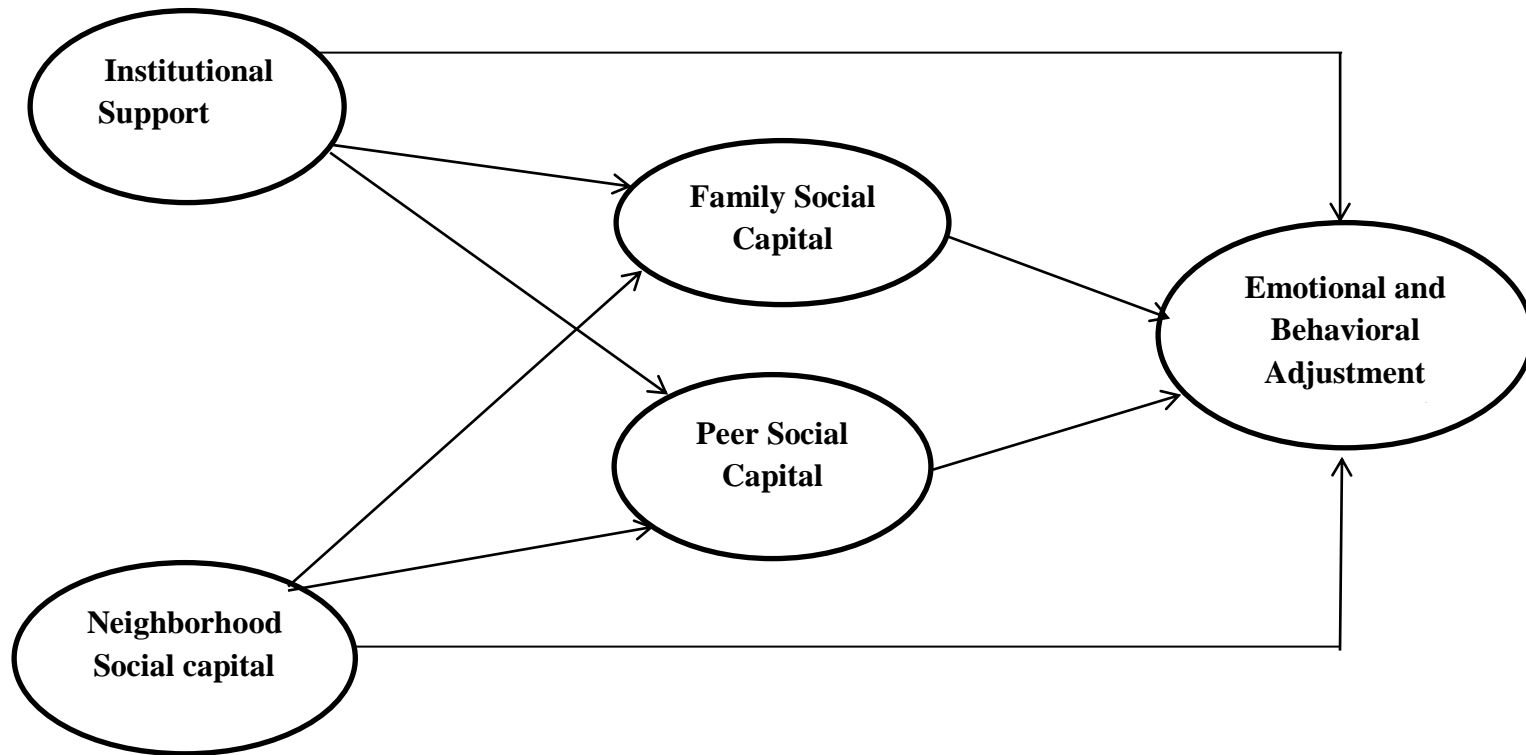 Institutional
Support
Family Social
Capital
Emotional and
Behavioral
Adjustment
Peer Social
Capital
Neighborhood
Social capital